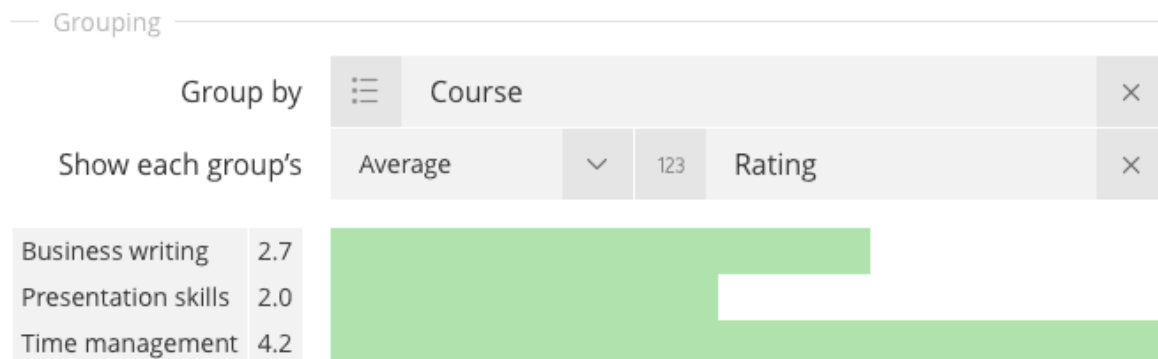 Grouping
Group by Course ×
Show each group’s Average 123 Rating ×
Business writing 2.7
Presentation skills 2.0
Time management 4.2